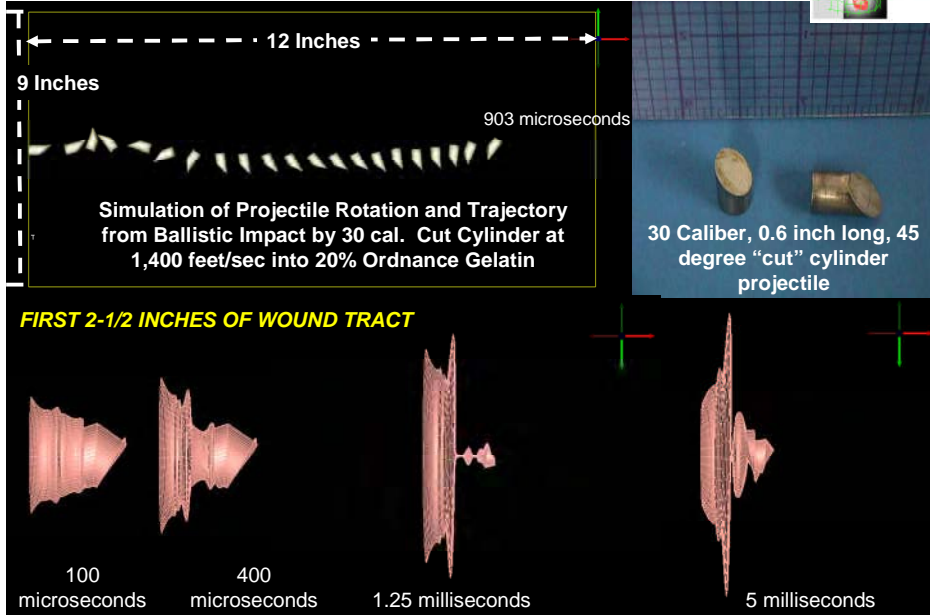 12 Inches
9 Inches
903 microseconds
Simulation of Projectile Rotation and Trajectory
from Ballistic Impact by 30 cal.  Cut Cylinder at
1,400 feet/sec into 20% Ordnance Gelatin
30 Caliber, 0.6 inch long, 45
degree “cut” cylinder
projectile
FIRST 2-1/2 INCHES OF WOUND TRACT
100
microseconds
400
microseconds
1.25 milliseconds
5 milliseconds